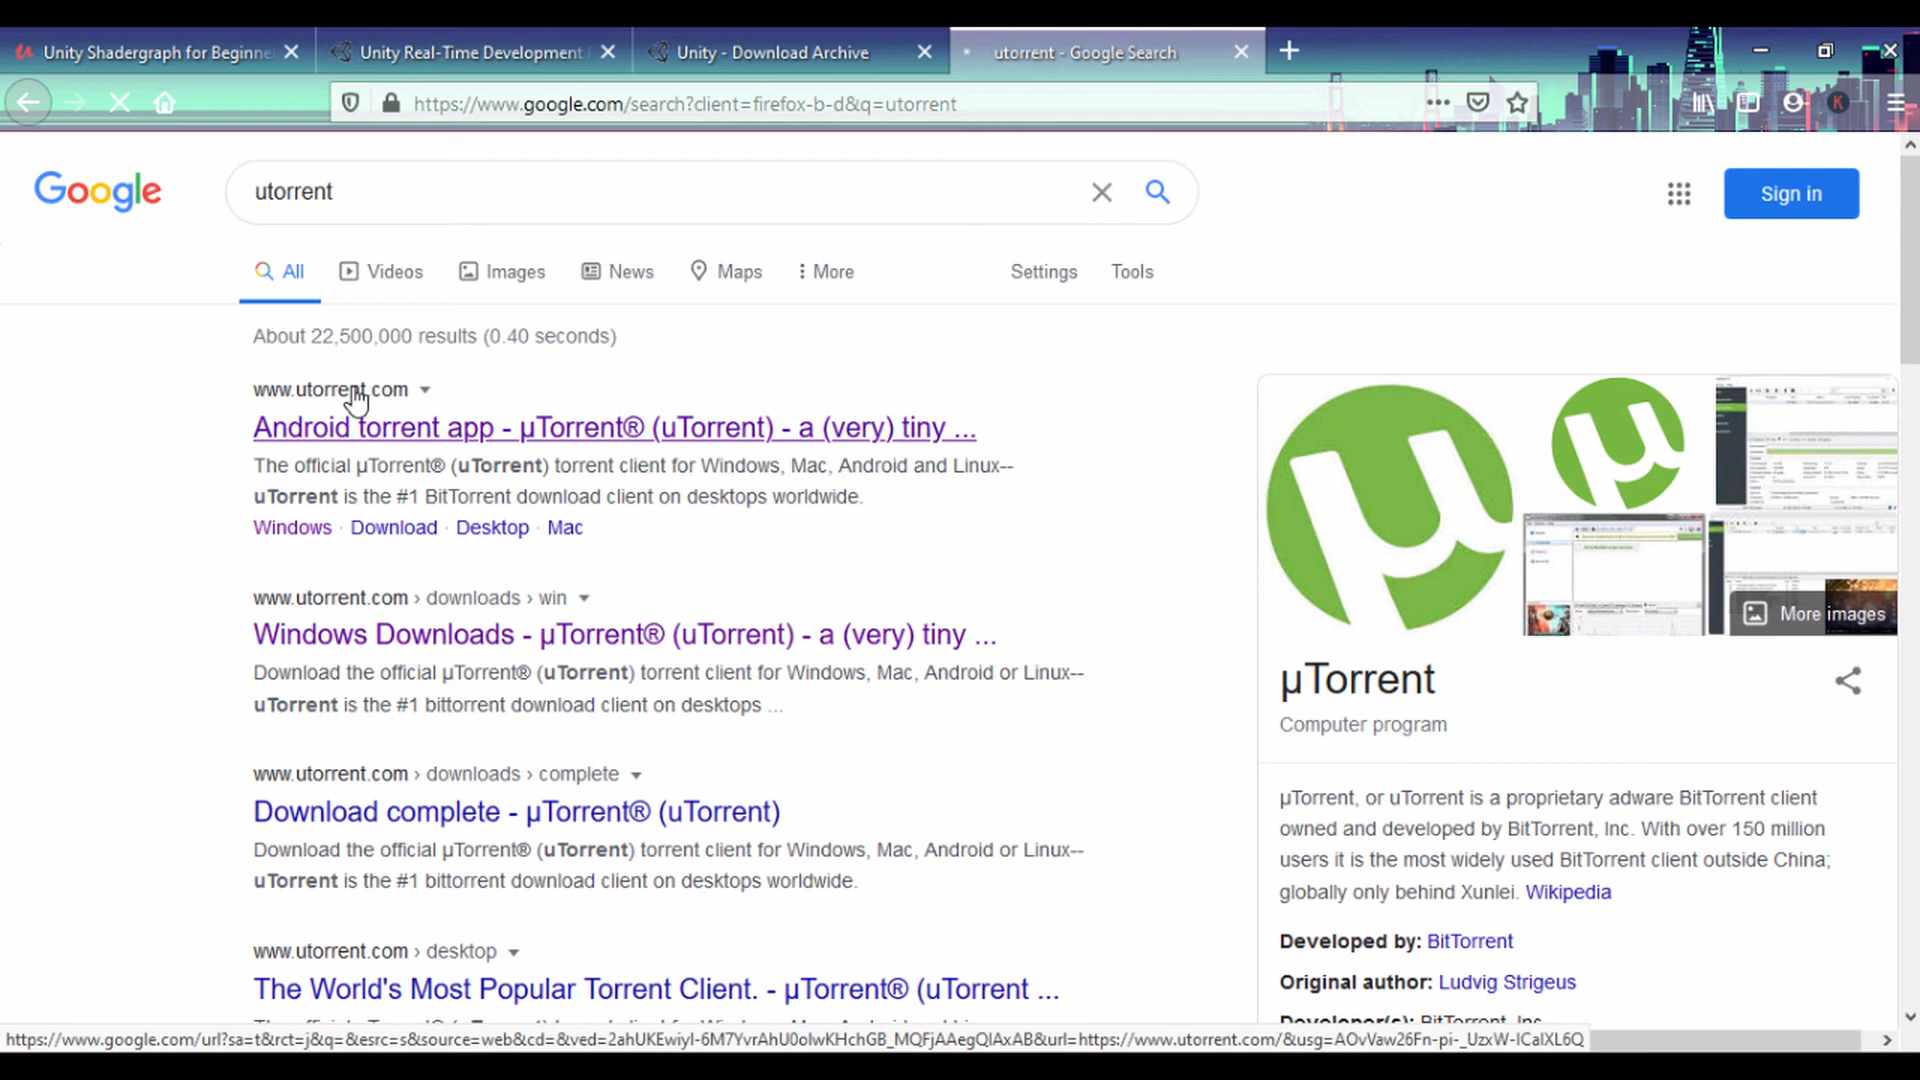 Unity Shadergraph for Beginne
Unity Real-Time Development
Unity - Download Archive
utorrent - Google Search
https://www.google.com/search?client=firefox-b-d&q=utorrent
K
Google
utorrent
Sign in
All
Videos
Images
News
Maps
More
Settings
Tools
About 22,500,000 results (0.40 seconds)
www.utorrent.com
Android torrent app - µTorrent® (uTorrent) - a (very) tiny ...
The official µTorrent® (uTorrent) torrent client for Windows, Mac, Android and Linux--
uTorrent is the #1 BitTorrent download client on desktops worldwide.
Windows · Download · Desktop · Mac
www.utorrent.com › downloads › win
Windows Downloads - µTorrent® (uTorrent) - a (very) tiny ...
Download the official µTorrent® (uTorrent) torrent client for Windows, Mac, Android or Linux--
uTorrent is the #1 bittorrent download client on desktops ...
www.utorrent.com › downloads › complete
Download complete - µTorrent® (uTorrent)
Download the official µTorrent® (uTorrent) torrent client for Windows, Mac, Android or Linux--
uTorrent is the #1 bittorrent download client on desktops worldwide.
www.utorrent.com › desktop
The World's Most Popular Torrent Client. - µTorrent® (uTorrent ...
More images
µTorrent
Computer program
µTorrent, or uTorrent is a proprietary adware BitTorrent client
owned and developed by BitTorrent, Inc. With over 150 million
users it is the most widely used BitTorrent client outside China;
globally only behind Xunlei. Wikipedia
Developed by: BitTorrent
Original author: Ludvig Strigeus
Developer(s): BitTorrent, Inc
https://www.google.com/url?sa=t&rct=j&q=&esrc=s&source=web&cd=&ved=2ahUKEwiyl-6M7YvrAhU0olwKHchGB_MQFjAAegQIAxAB&url=https://www.utorrent.com/&usg=AOvVaw26Fn-pi-_UzxW-ICalXL6Q